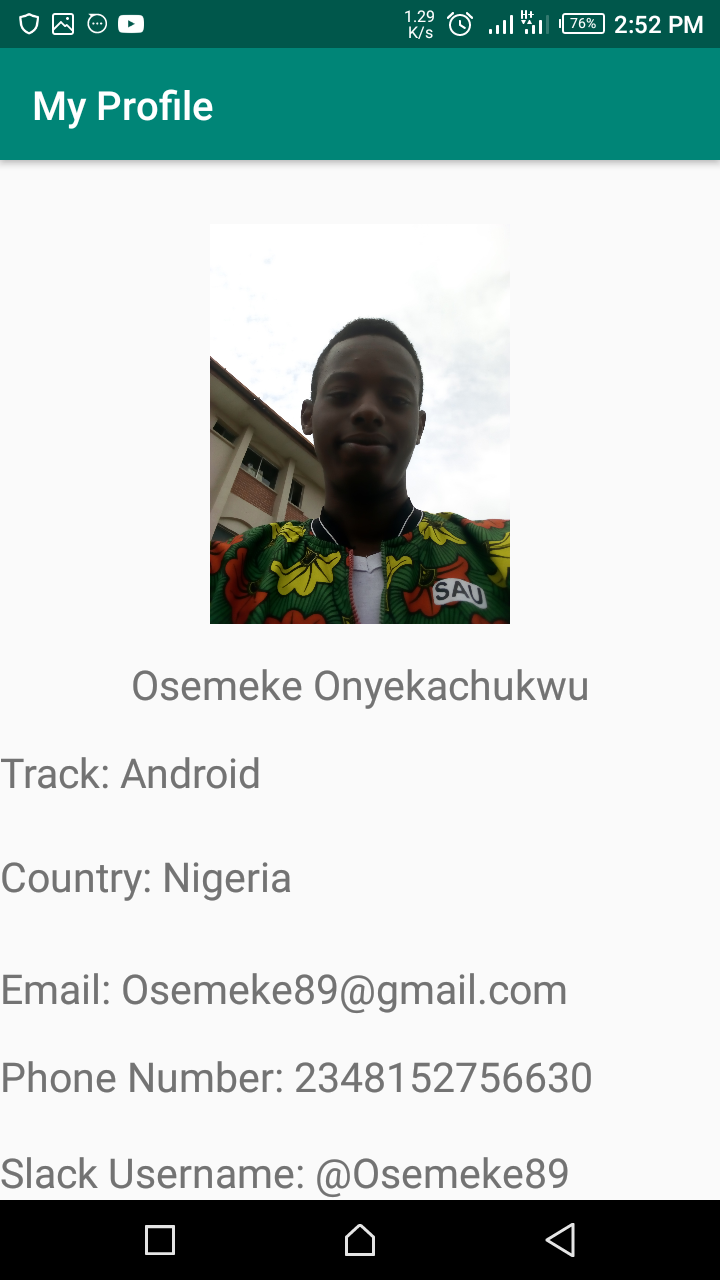 1.29 K/s 76% 2:52 PM
My Profile
SAU
Osemeke Onyekachukwu
Track: Android
Country: Nigeria
Email: Osemeke89@gmail.com
Phone Number: 2348152756630
Slack Username: @Osemeke89